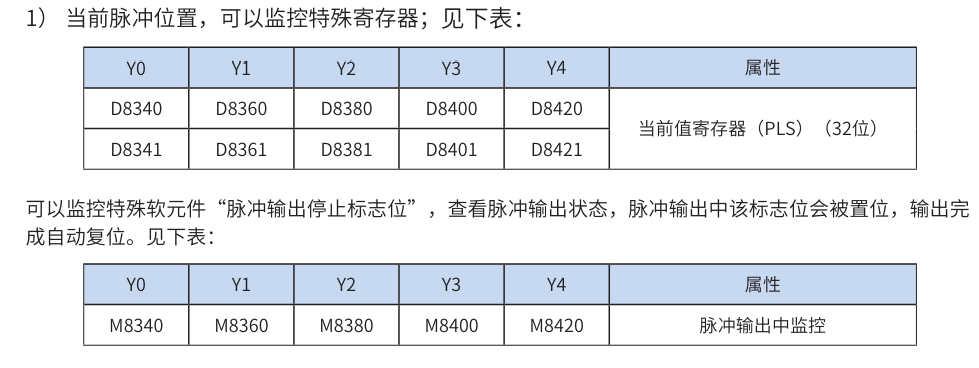 1） 当前脉冲位置，可以监控特殊寄存器；见下表：
Y0 Y1 Y2 Y3 Y4 属性
D8340 D8360 D8380 D8400 D8420 当前值寄存器（PLS）（32位）
D8341 D8361 D8381 D8401 D8421
可以监控特殊软元件“脉冲输出停止标志位”，查看脉冲输出状态，脉冲输出中该标志位会被置位，输出完
成自动复位。见下表：
Y0 Y1 Y2 Y3 Y4 属性
M8340 M8360 M8380 M8400 M8420 脉冲输出中监控